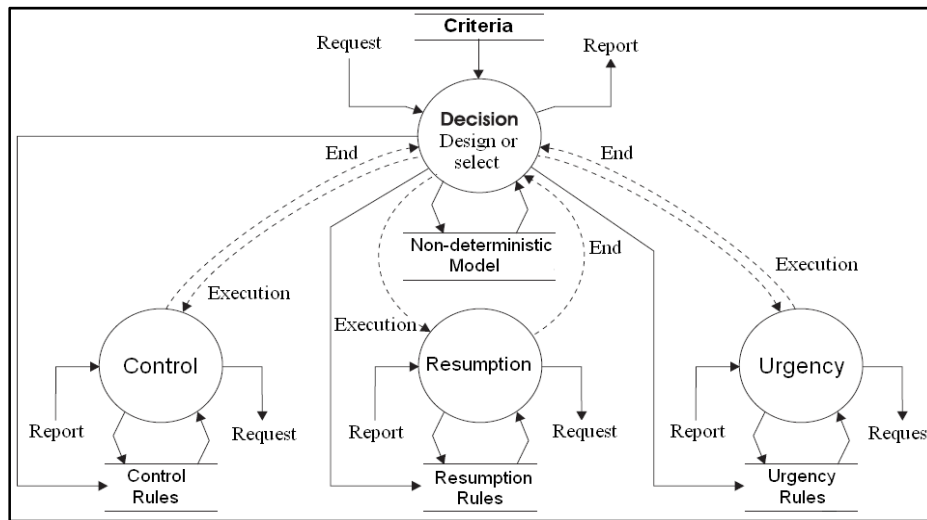 Criteria
Request
Report
Decision
Design or
select
End
End
Non-deterministic
Model
End
Execution
Execution
Execution
Control
Resumption
Urgency
Report
Request
Report
Request
Report
Reques
Control
Rules
Resumption
Rules
Urgency
Rules